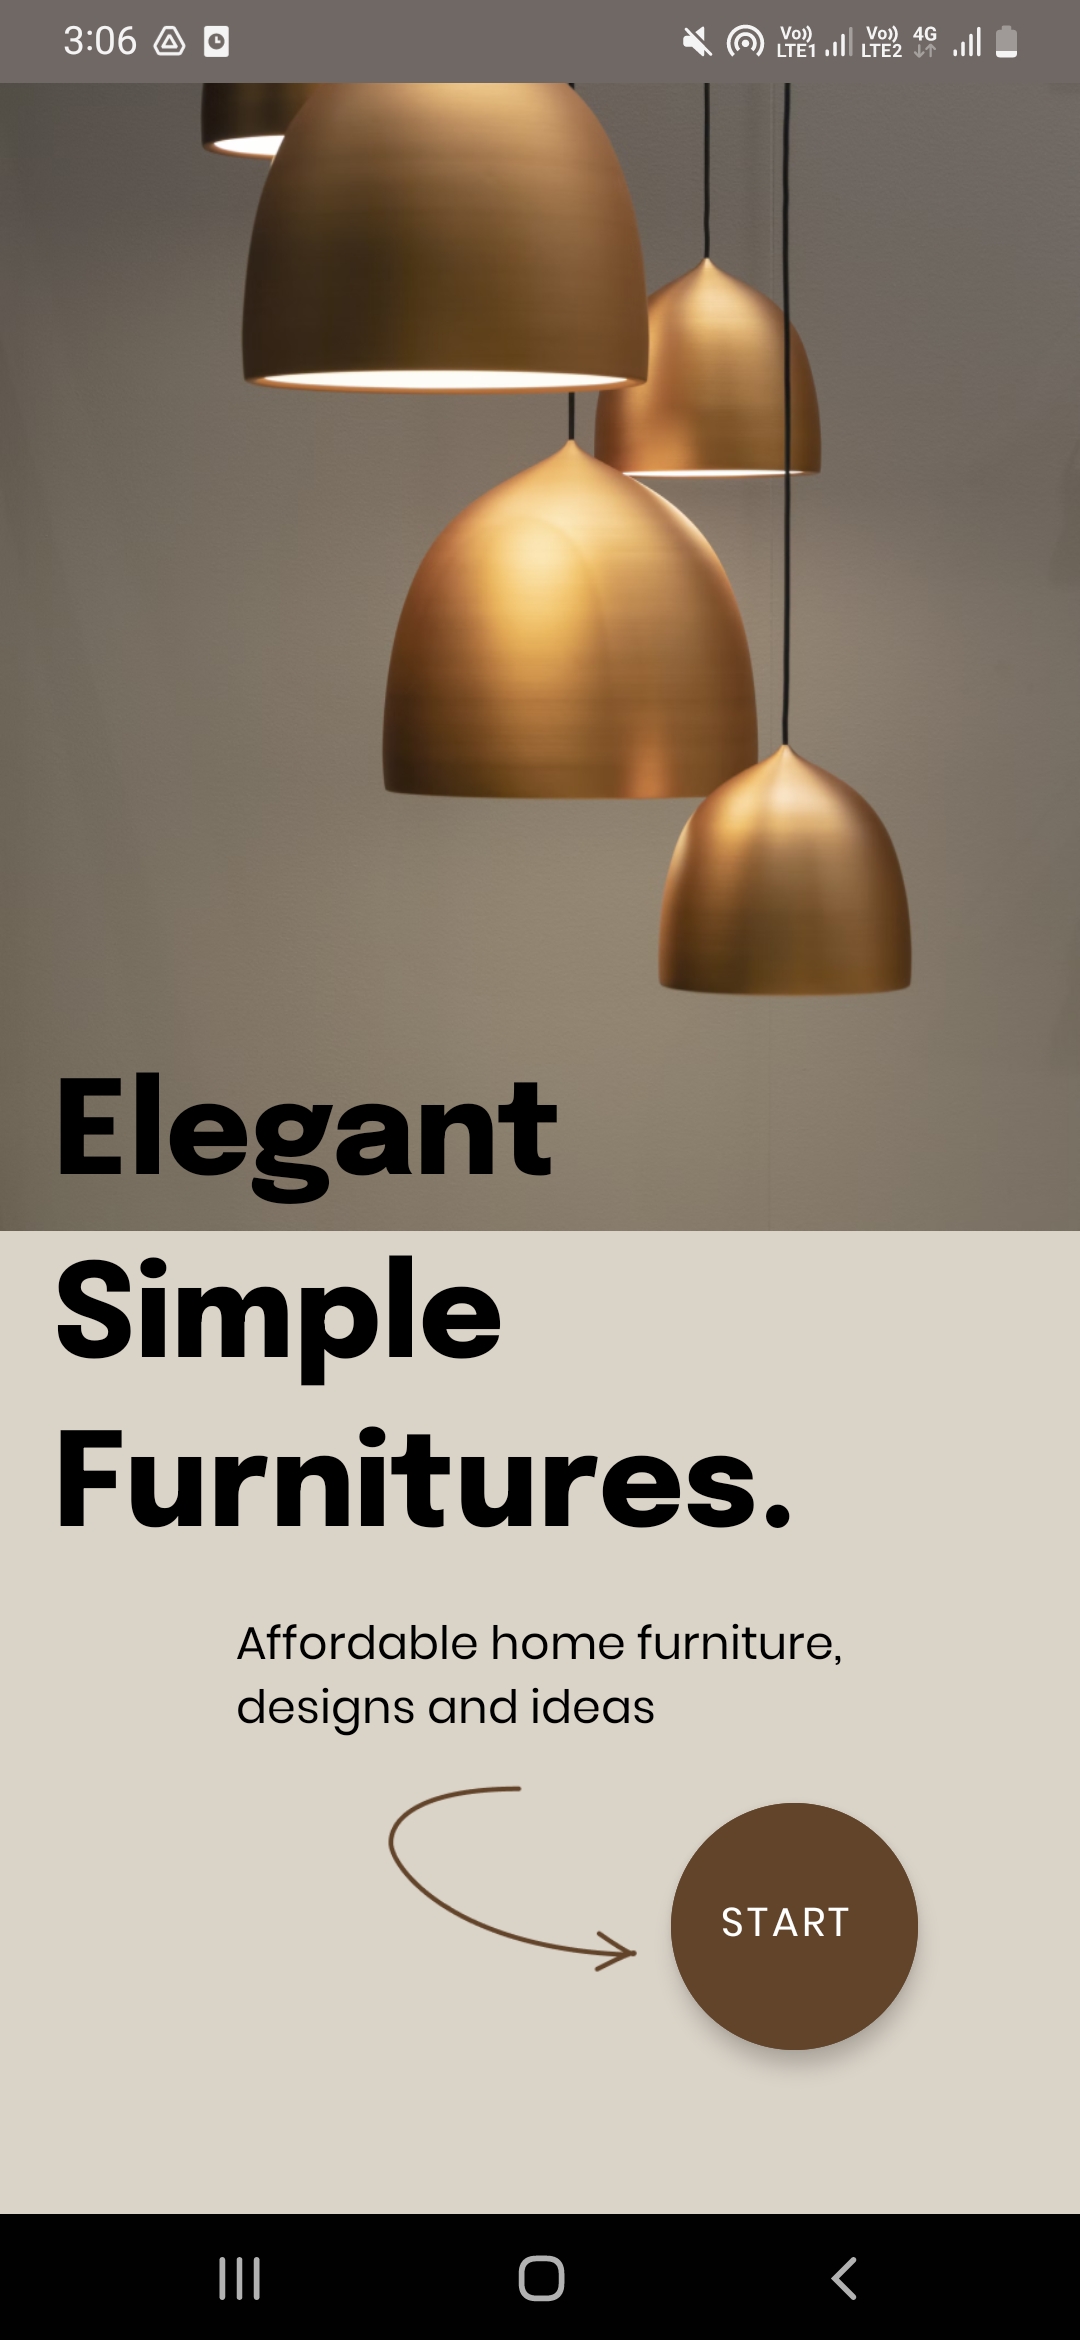 3:06
Vo)) LTE1 Vo)) LTE2 4G
Elegant
Simple
Furnitures.
Affordable home furniture,
designs and ideas
START